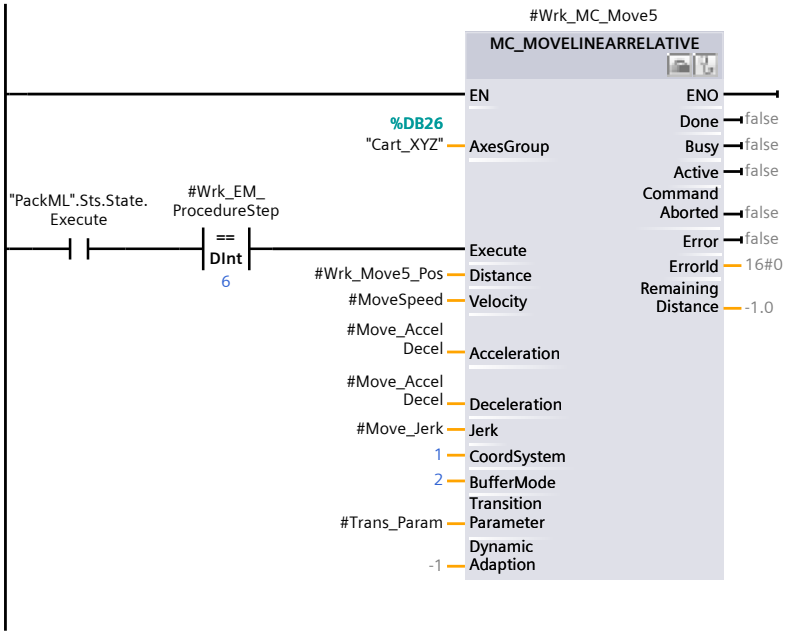 #Wrk_MC_Move5
MC_MOVELINEARRELATIVE
EN
ENO
%DB26
"Cart_XYZ"
AxesGroup
Done
false
Busy
false
Active
false
Command
Aborted
false
"PackML".Sts.State.
Execute
#Wrk_EM_
ProcedureStep
==
DInt
6
Execute
Error
false
#Wrk_Move5_Pos
Distance
ErrorId
16#0
#MoveSpeed
Velocity
Remaining
Distance
-1.0
#Move_Accel
Decel
Acceleration
#Move_Accel
Decel
Deceleration
#Move_Jerk
Jerk
1
CoordSystem
2
BufferMode
#Trans_Param
Transition
Parameter
-1
Dynamic
Adaption